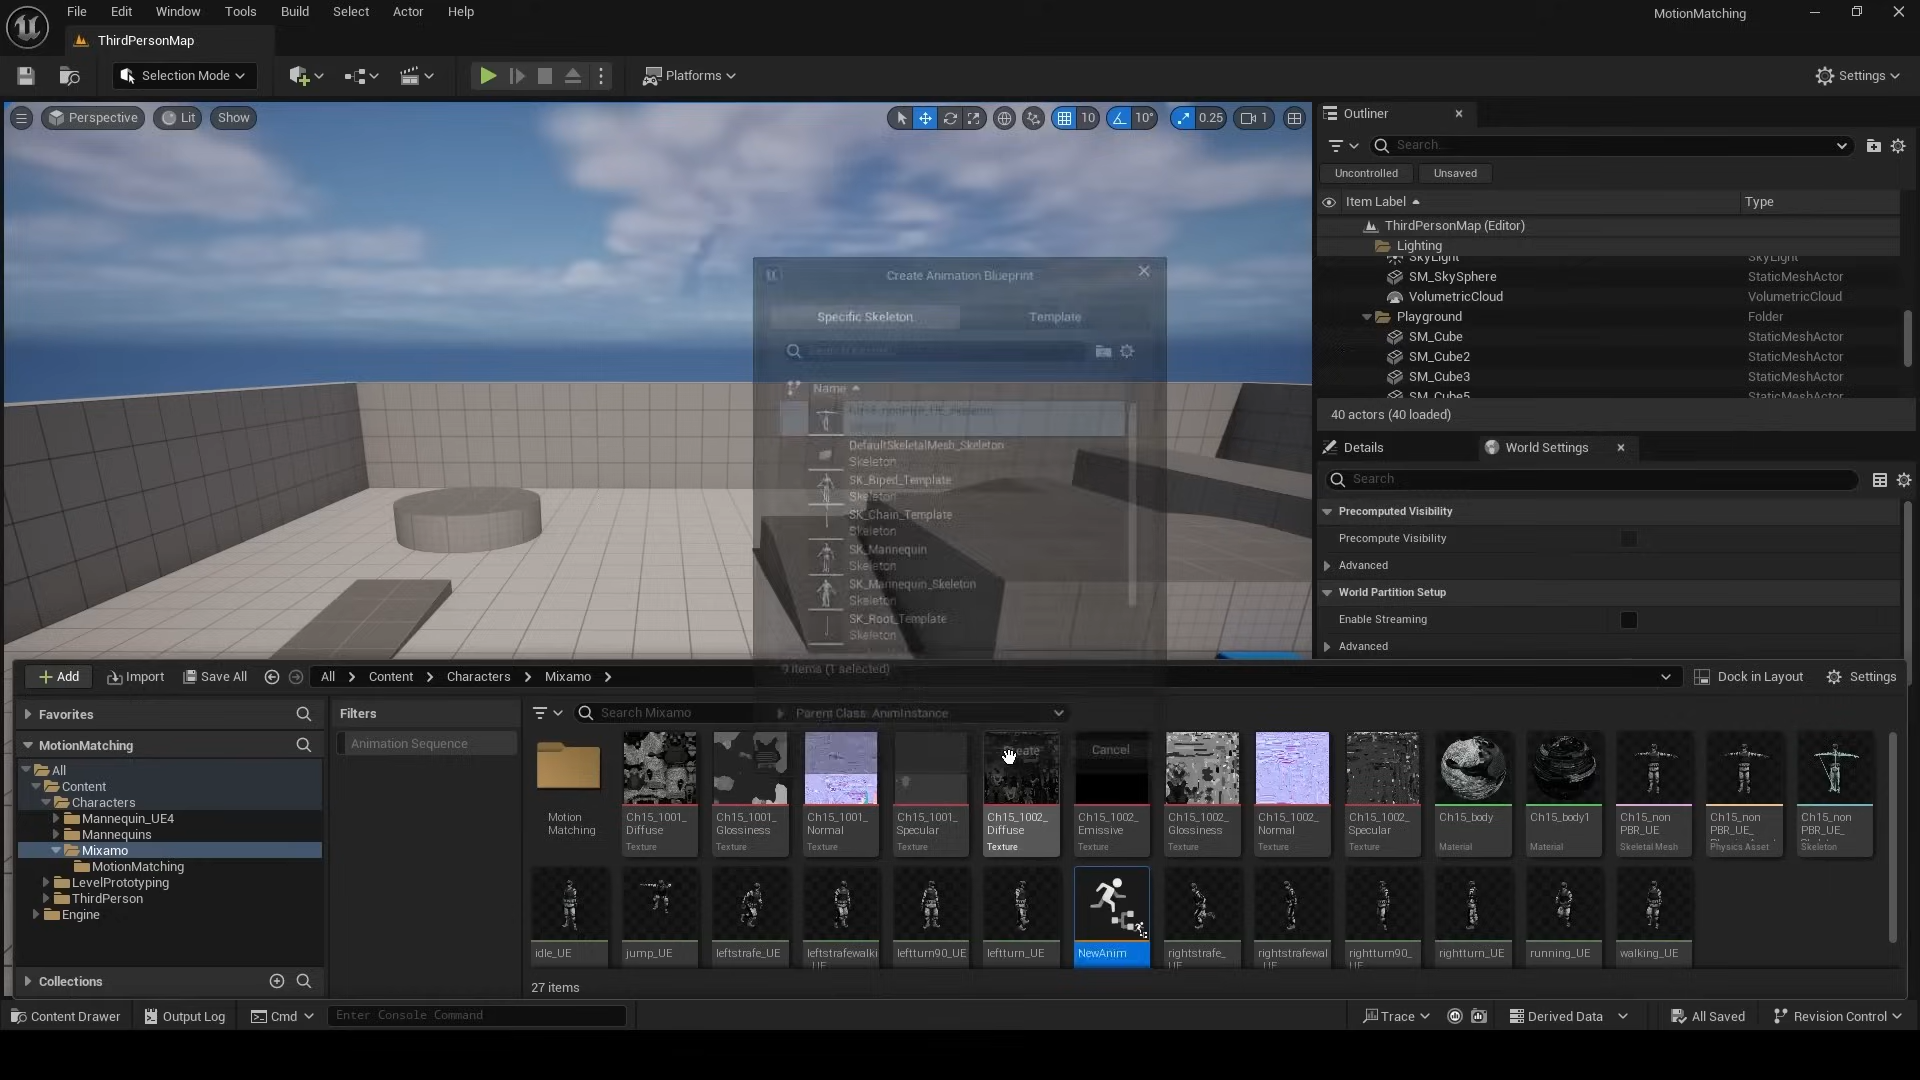 File Edit Window Tools Build Select Actor Help
MotionMatching
ThirdPersonMap
Selection Mode
Platforms
Settings
Perspective
Lit
Show
10
10°
0.25
1
Outliner
Search...
Uncontrolled
Unsaved
Item Label
Type
ThirdPersonMap (Editor)
Lighting
SkyLight SkyLight
SM_SkySphere StaticMeshActor
VolumetricCloud VolumetricCloud
Playground Folder
SM_Cube StaticMeshActor
SM_Cube2 StaticMeshActor
SM_Cube3 StaticMeshActor
SM_Cube5 StaticMeshActor
40 actors (40 loaded)
Details
World Settings
Search
Precomputed Visibility
Precompute Visibility
Advanced
World Partition Setup
Enable Streaming
Advanced
Create Animation Blueprint
Specific Skeleton
Template
Name
Ch15_nonPBR_UE_Skeleton
DefaultSkeletalMesh_Skeleton
Skeleton
SK_Biped_Template
Skeleton
SK_Chain_Template
Skeleton
SK_Mannequin
Skeleton
SK_Mannequin_Skeleton
Skeleton
SK_Root_Template
Skeleton
9 items (1 selected)
Parent Class: AnimInstance
Create
Cancel
Add
Import
Save All
All
Content
Characters
Mixamo
Dock in Layout
Settings
Favorites
MotionMatching
All
Content
Characters
Mannequin_UE4
Mannequins
Mixamo
MotionMatching
LevelPrototyping
ThirdPerson
Engine
Collections
Filters
Animation Sequence
Search Mixamo
Motion
Matching
Ch15_1001_
Diffuse
Texture
Ch15_1001_
Glossiness
Texture
Ch15_1001_
Normal
Texture
Ch15_1001_
Specular
Texture
Ch15_1002_
Diffuse
Texture
Ch15_1002_
Emissive
Texture
Ch15_1002_
Glossiness
Texture
Ch15_1002_
Normal
Texture
Ch15_1002_
Specular
Texture
Ch15_body
Material
Ch15_body1
Material
Ch15_non
PBR_UE
Skeletal Mesh
Ch15_non
PBR_UE_
Physics Asset
Ch15_non
PBR_UE_
Skeleton
idle_UE
jump_UE
leftstrafe_UE
leftstrafewalki
UE
leftturn90_UE
leftturn_UE
NewAnim
rightstrafe_
UE
rightstrafewal
UE
rightturn90_
UE
rightturn_UE
running_UE
walking_UE
27 items
Content Drawer
Output Log
Cmd
Enter Console Command
Trace
Derived Data
All Saved
Revision Control